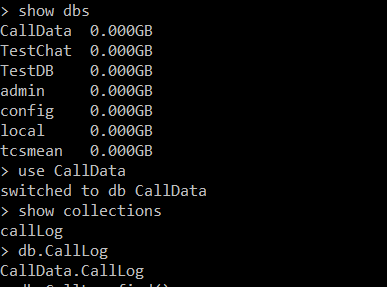 > show dbs
CallData 0.000GB
TestChat 0.000GB
TestDB 0.000GB
admin 0.000GB
config 0.000GB
local 0.000GB
tcsmean 0.000GB
> use CallData
switched to db CallData
> show collections
callLog
> db.CallLog
CallData.CallLog